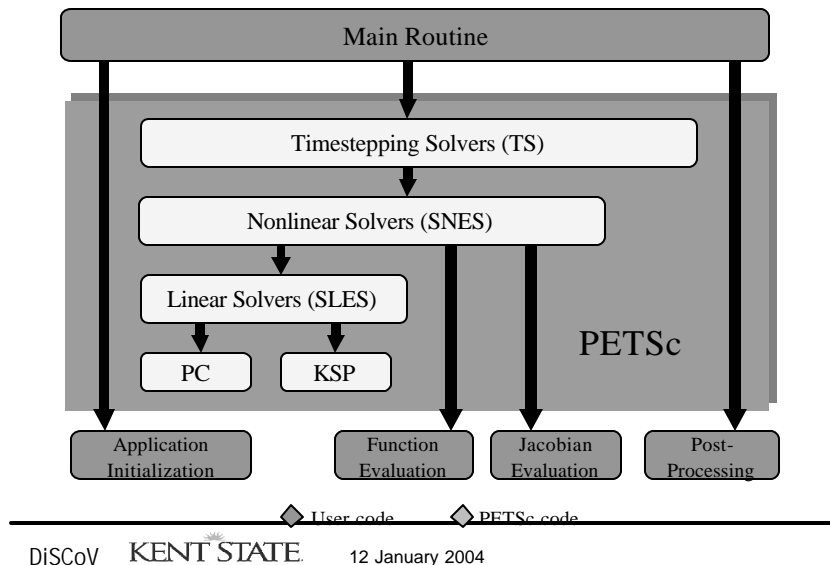 Main Routine
Timestepping Solvers (TS)
Nonlinear Solvers (SNES)
Linear Solvers (SLES)
PETSc
PC
KSP
Application
Initialization
Function
Evaluation
Jacobian
Evaluation
Post-
Processing
User code
PETSc code
DiSCoV
KENT STATE
12 January 2004